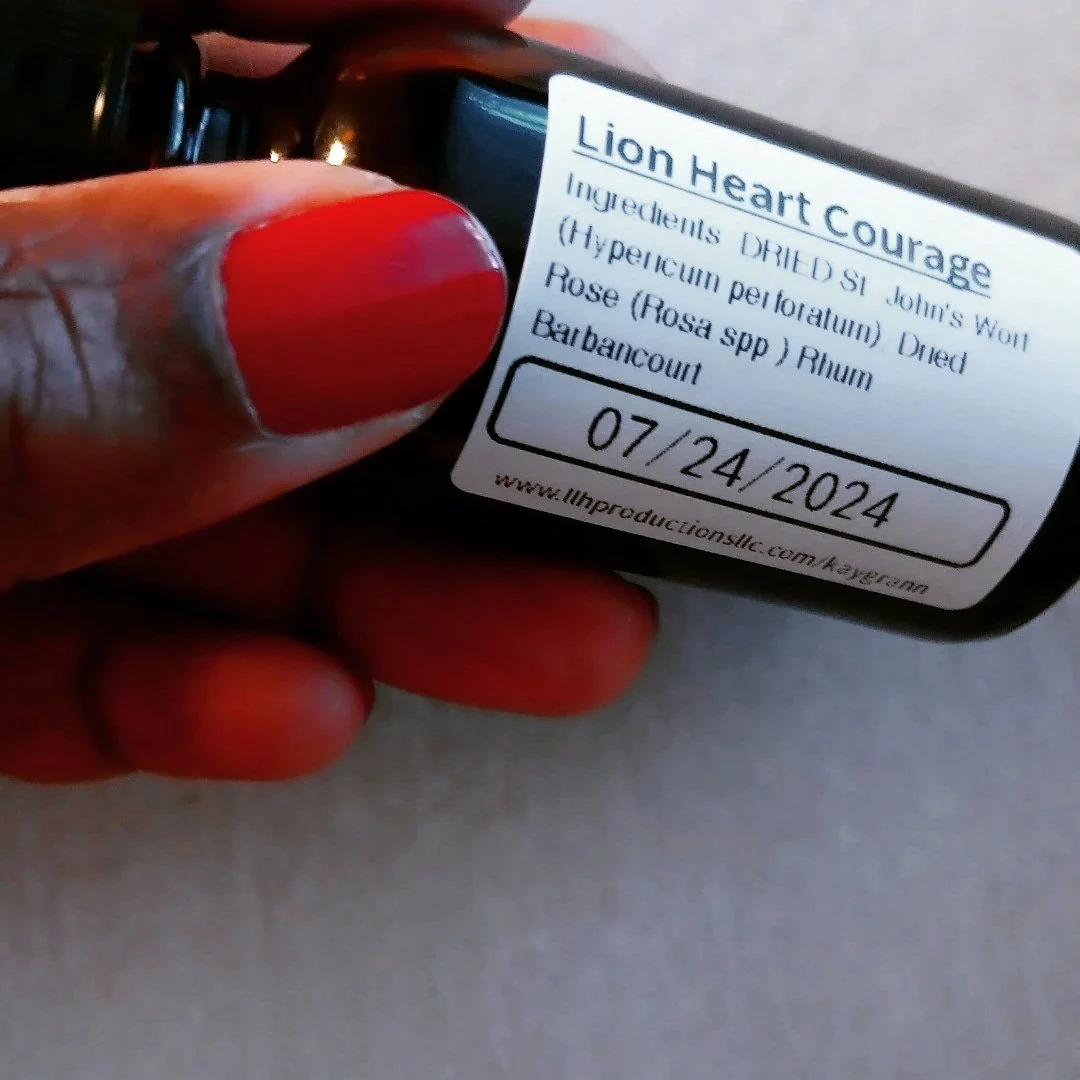 Lion Heart Courage
Ingredients DRIED St John's Wort
(Hypericum perforatum) Dried
Rose (Rosa spp ) Rhum
Barbancourt
07/24/2024
www.llhproductionsllc.com/kaygrann